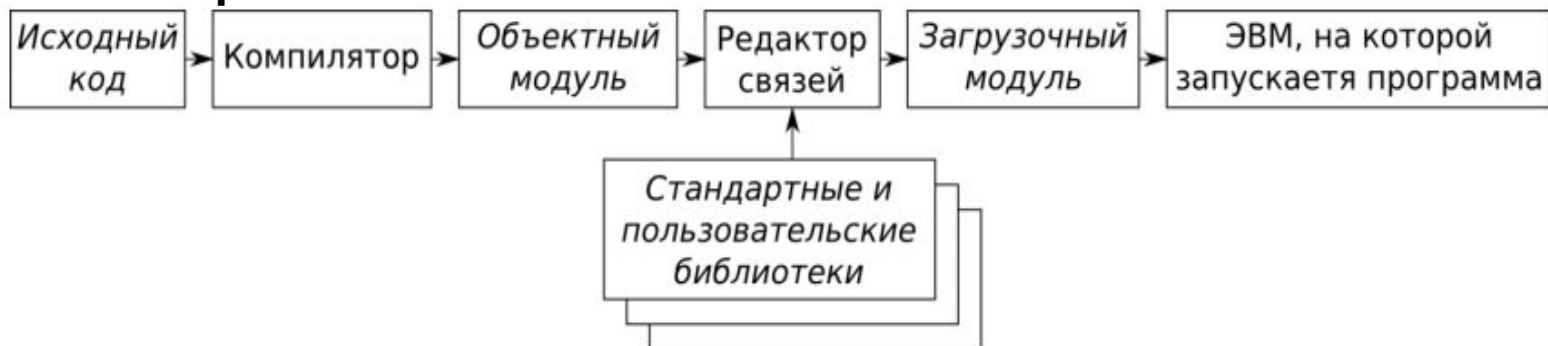 Исходный
код
Компилятор
Объектный
модуль
Редактор
связей
Загрузочный
модуль
ЭВМ, на которой
запускаетя программа
Стандартные и
пользовательские
библиотеки